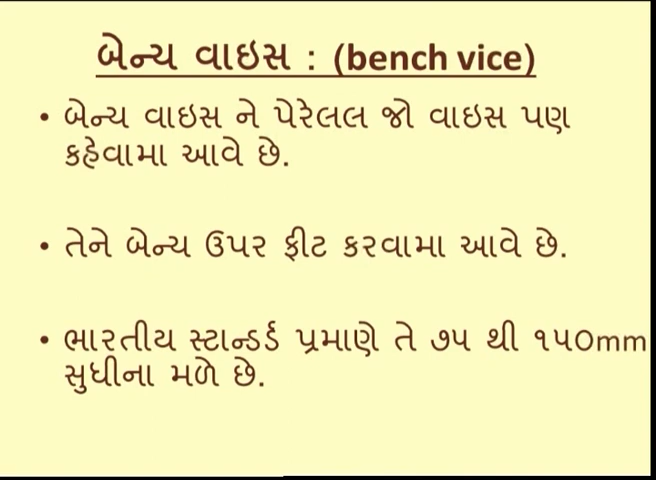 બેન્ચ વાઇસ : (bench vice)
• બેન્ચ વાઇસ ને પેરેલલ જો વાઇસ પણ
કહેવામા આવે છે.
• તેને બેન્ચ ઉપર ફીટ કરવામા આવે છે.
• ભારતીય સ્ટાન્ડર્ડ પ્રમાણે તે ૭૫ થી ૧૫૦mm
સુધીના મળે છે.